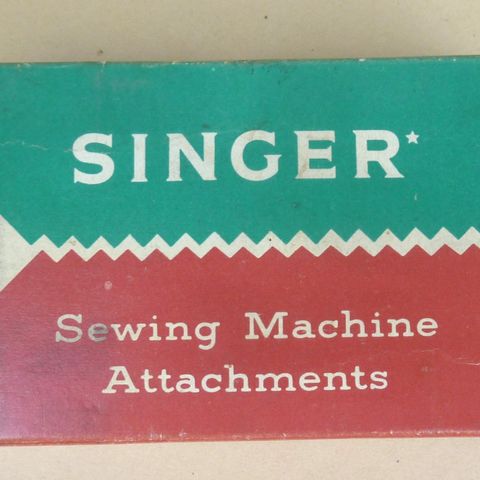 SINGER*
Sewing Machine
Attachments